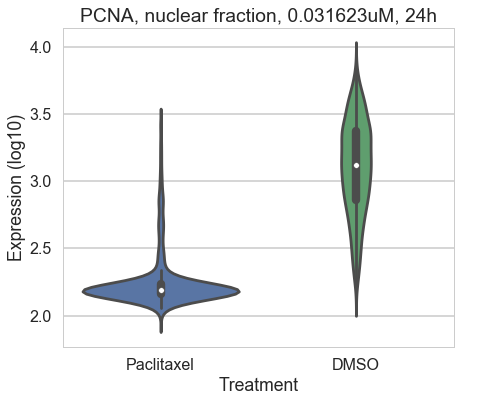 PCNA, nuclear fraction, 0.031623uM, 24h
Expression (log10)
4.0
3.5
3.0
2.5
2.0
Paclitaxel DMSO
Treatment